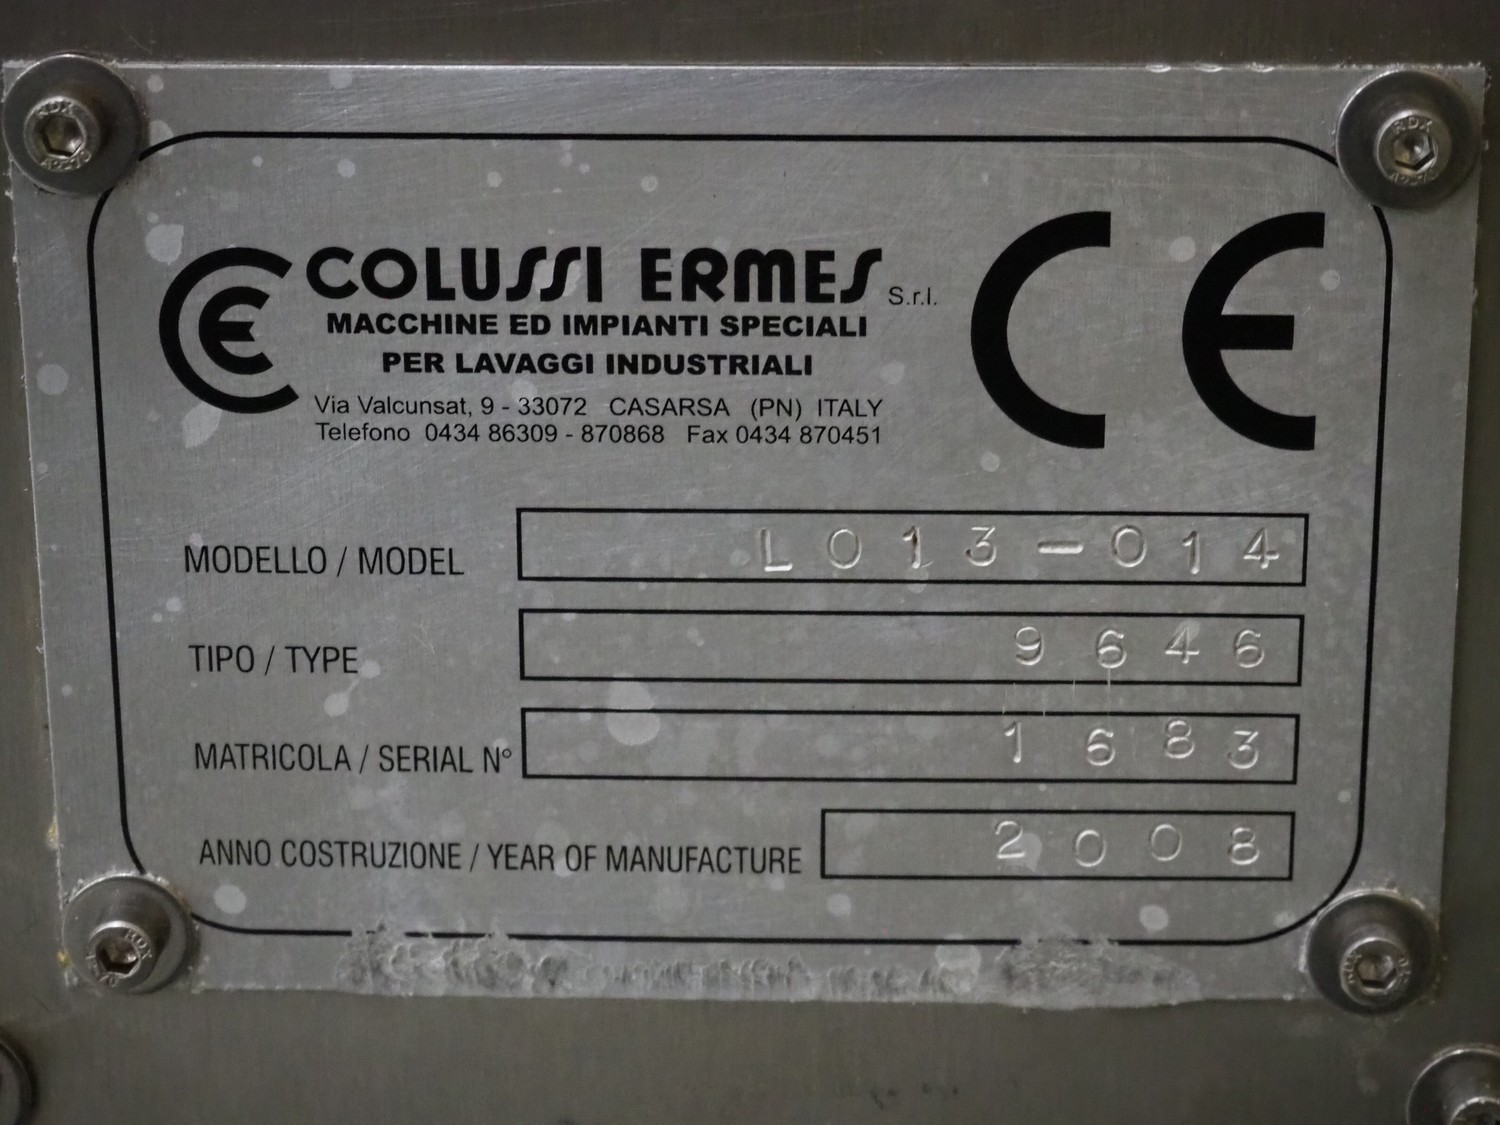 CE COLUSSI ERMES S.r.l.
MACCHINE ED IMPIANTI SPECIALI
PER LAVAGGI INDUSTRIALI
Via Valcunsat, 9 - 33072 CASARSA (PN) ITALY
Telefono 0434 86309 - 870868 Fax 0434 870451
CE
MODELLO / MODEL L013-014
TIPO / TYPE 9646
MATRICOLA / SERIAL N° 1683
ANNO COSTRUZIONE / YEAR OF MANUFACTURE 2008